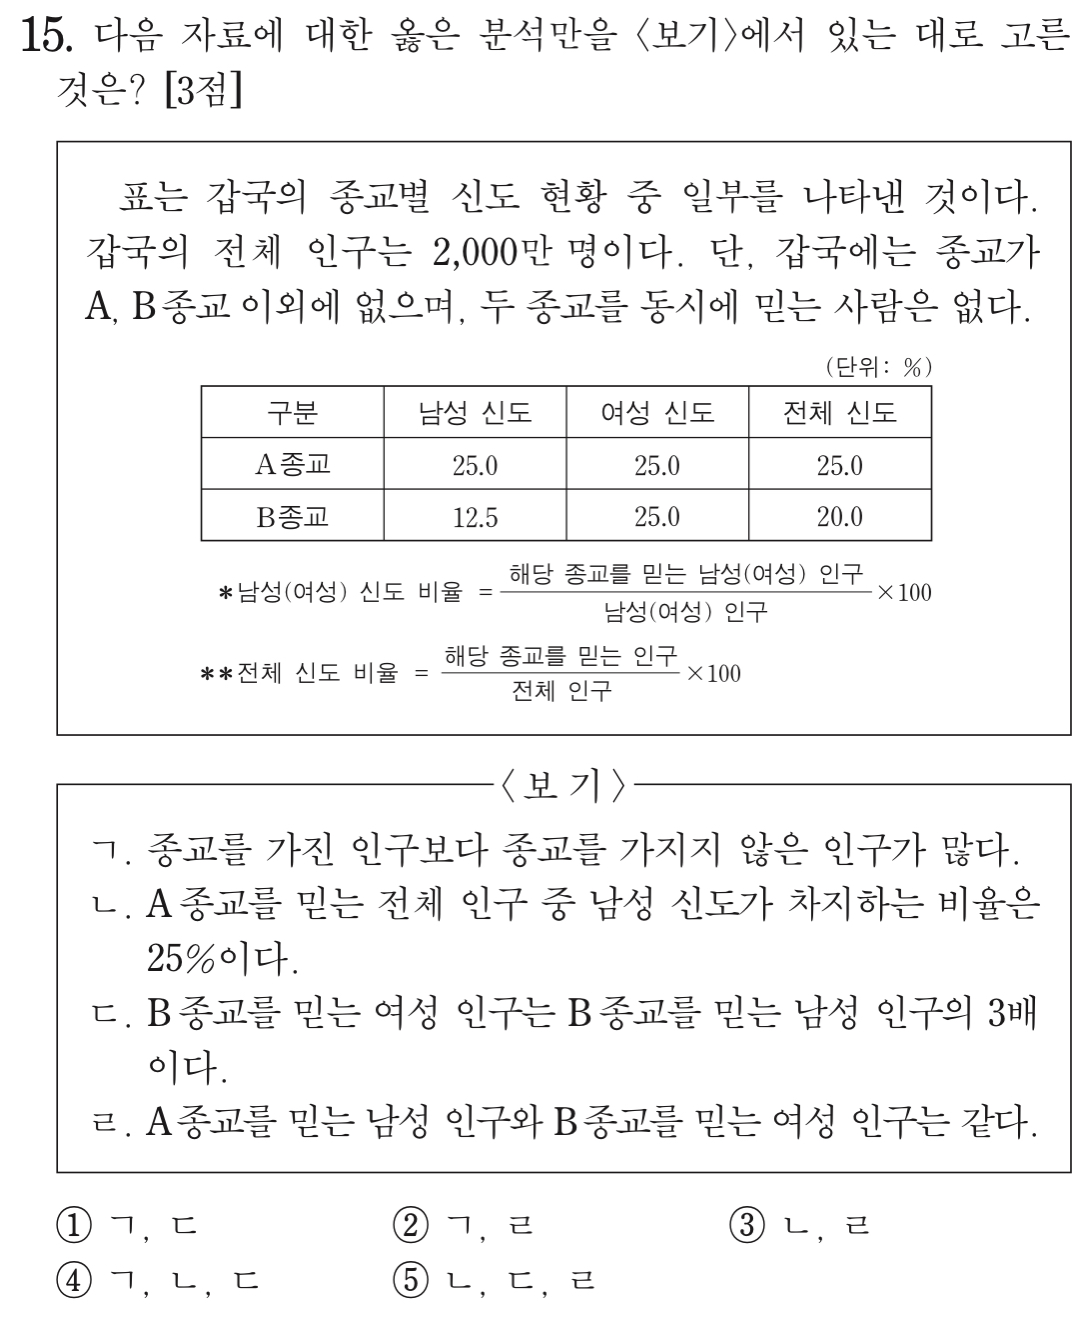 15. 다음 자료에 대한 옳은 분석만을 〈보기〉에서 있는 대로 고른
것은? [3점]
표는 갑국의 종교별 신도 현황 중 일부를 나타낸 것이다.
갑국의 전체 인구는 2,000만 명이다. 단, 갑국에는 종교가
A, B종교 이외에 없으며, 두 종교를 동시에 믿는 사람은 없다.
(단위: %)
구분 남성 신도 여성 신도 전체 신도
A종교 25.0 25.0 25.0
B종교 12.5 25.0 20.0
*남성(여성) 신도 비율 = 해당 종교를 믿는 남성(여성) 인구 / 남성(여성) 인구 ×100
**전체 신도 비율 = 해당 종교를 믿는 인구 / 전체 인구 ×100
〈보기〉
ㄱ. 종교를 가진 인구보다 종교를 가지지 않은 인구가 많다.
ㄴ. A종교를 믿는 전체 인구 중 남성 신도가 차지하는 비율은
25%이다.
ㄷ. B종교를 믿는 여성 인구는 B종교를 믿는 남성 인구의 3배
이다.
ㄹ. A종교를 믿는 남성 인구와 B종교를 믿는 여성 인구는 같다.
① ㄱ, ㄷ ② ㄱ, ㄹ ③ ㄴ, ㄹ
④ ㄱ, ㄴ, ㄷ ⑤ ㄴ, ㄷ, ㄹ